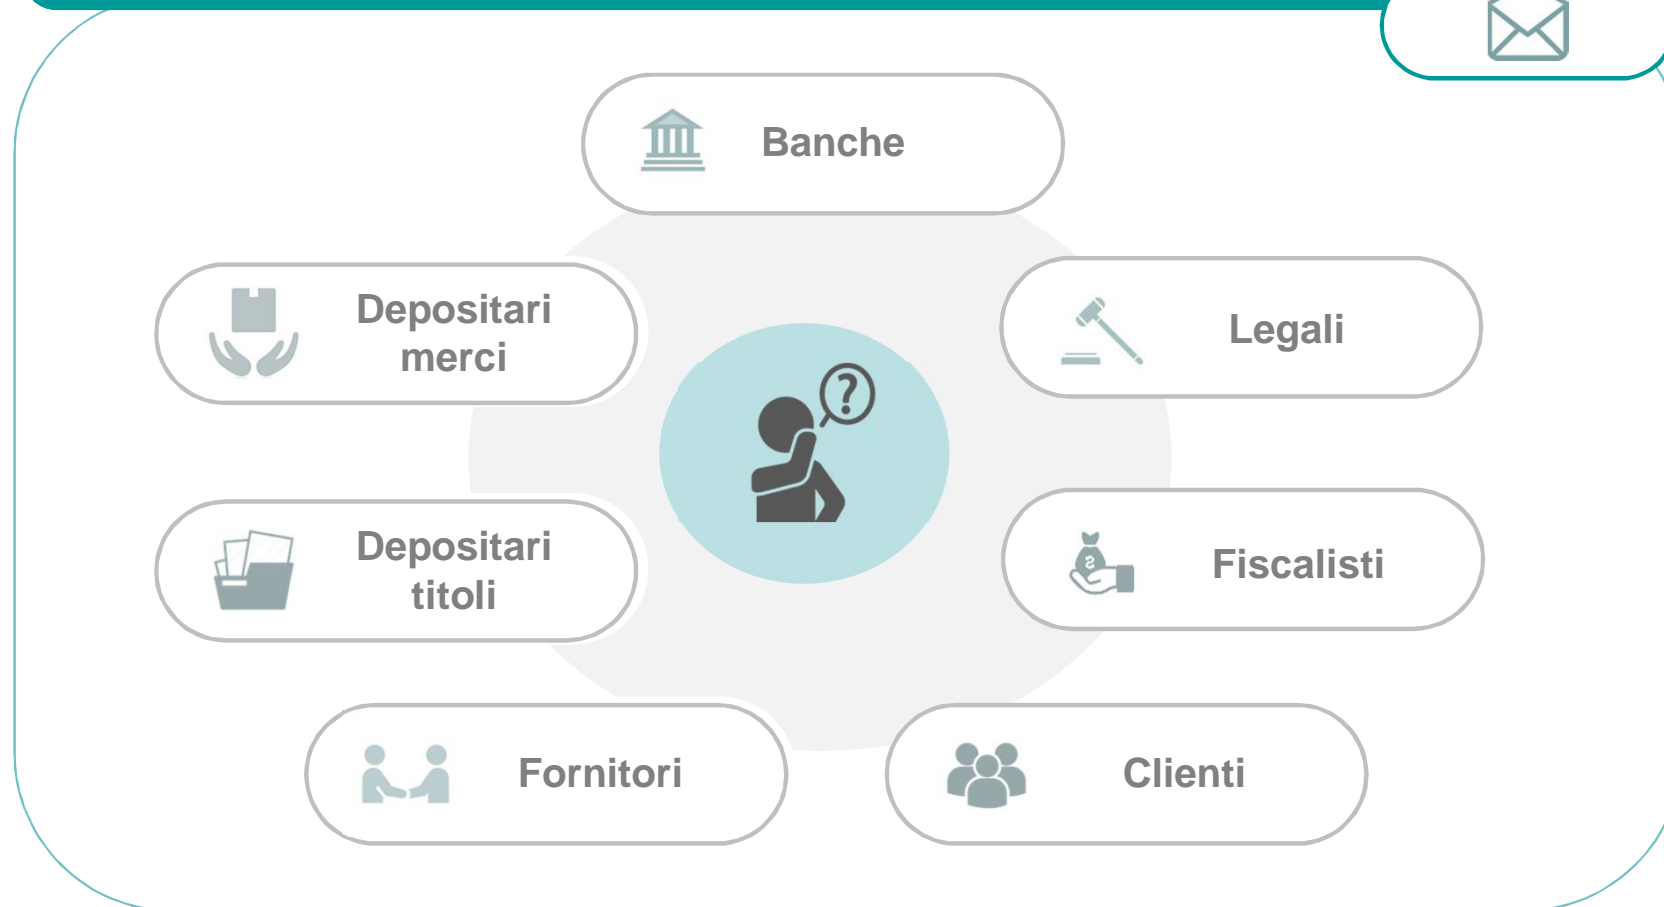 Banche
Depositari
merci
Legali
Depositari
titoli
Fiscalisti
Fornitori
Clienti
?